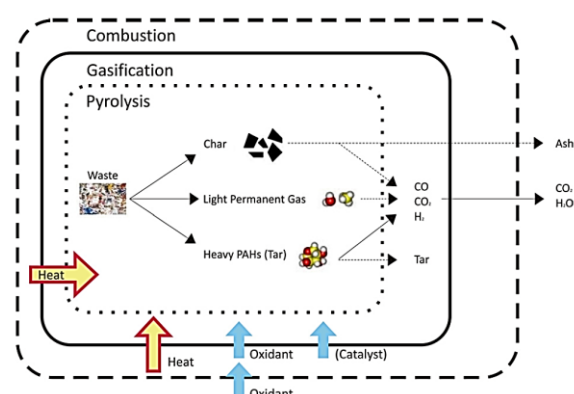 Combustion
Gasification
Pyrolysis
Char
Ash
Waste
CO
CO₂
H₂
Light Permanent Gas
CO₂
H₂O
Heavy PAHs (Tar)
Tar
Heat
Heat
Oxidant
(Catalyst)
Oxidant